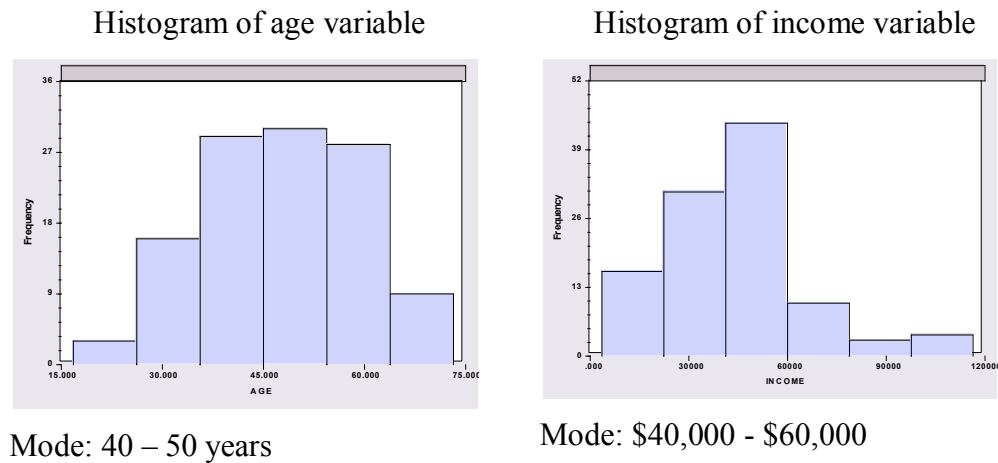 Histogram of age variable
36
27
18
9
0
Frequency
15.000
30.000
45.000
60.000
75.000
AGE
Mode: 40 – 50 years
Histogram of income variable
52
39
26
13
0
Frequency
.000
30000
60000
90000
120000
INCOME
Mode: $40,000 - $60,000